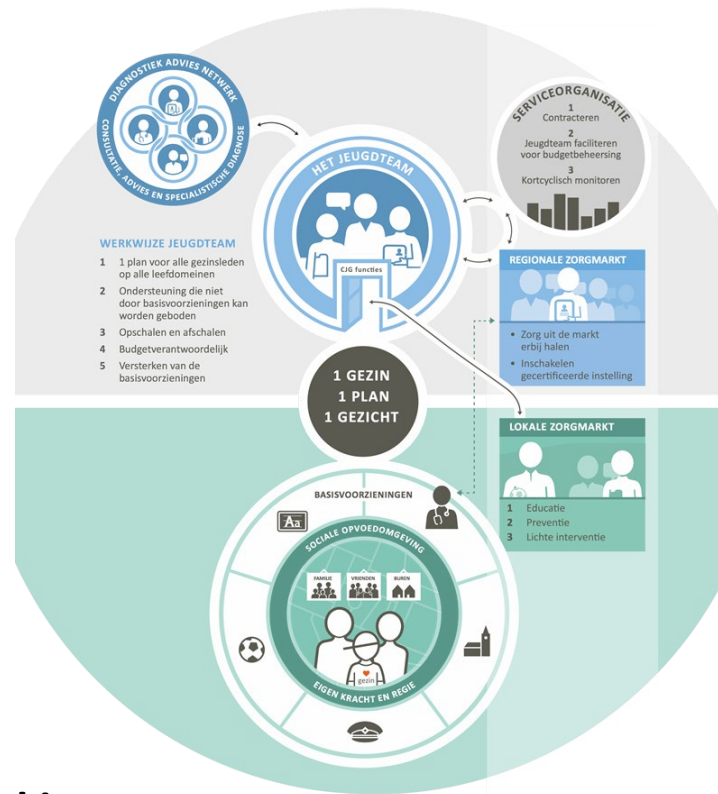 DIAGNOSTIEK ADVIES NETWERK
CONSULTATIE, ADVIES EN SPECIALISTISCHE DIAGNOSE
HET JEUGDTEAM
CJG functies
SERVICEORGANISATIE
1
Contracteren
2
Jeugdteam faciliteren
voor budgetbeheersing
3
Kortcyclisch monitoren
WERKWIJZE JEUGDTEAM
1 1 plan voor alle gezinsleden
op alle leefdomeinen
2 Ondersteuning die niet
door basisvoorzieningen kan
worden geboden
3 Opschalen en afschalen
4 Budgetverantwoordelijk
5 Versterken van de
basisvoorzieningen
REGIONALE ZORGMARKT
• Zorg uit de markt
erbij halen
• Inschakelen
gecertificeerde instelling
1 GEZIN
1 PLAN
1 GEZICHT
LOKALE ZORGMARKT
1 Educatie
2 Preventie
3 Lichte interventie
BASISVOORZIENINGEN
Aa
SOCIALE OPVOEDOMGEVING
FAMILIE
VRIENDEN
BUREN
gezin
EIGEN KRACHT EN REGIE